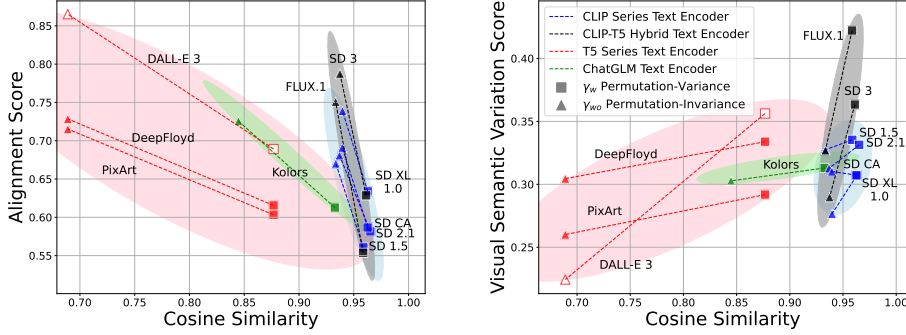 Alignment Score
0.85
0.80
0.75
0.70
0.65
0.60
0.55
DALL-E 3
SD 3
FLUX.1
DeepFloyd
PixArt
Kolors
SD XL
1.0
SD CA
SD 2.1
SD 1.5
0.70 0.75 0.80 0.85 0.90 0.95 1.00
Cosine Similarity
Visual Semantic Variation Score
0.40
0.35
0.30
0.25
CLIP Series Text Encoder
CLIP-T5 Hybrid Text Encoder
T5 Series Text Encoder
ChatGLM Text Encoder
γw Permutation-Variance
γwo Permutation-Invariance
FLUX.1
SD 3
SD 1.5
SD 2.1
DeepFloyd
Kolors
SD CA
SD XL
1.0
PixArt
DALL-E 3
0.70 0.75 0.80 0.85 0.90 0.95 1.00
Cosine Similarity